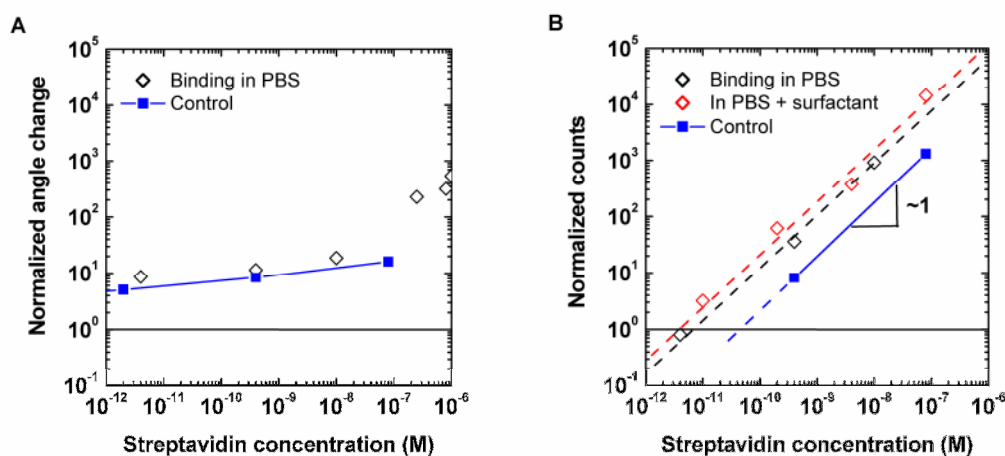 A
Normalized angle change
10^5
10^4
10^3
10^2
10^1
10^0
10^-1
Binding in PBS
Control
10^-12 10^-11 10^-10 10^-9 10^-8 10^-7 10^-6
Streptavidin concentration (M)
B
Normalized counts
10^5
10^4
10^3
10^2
10^1
10^0
10^-1
Binding in PBS
In PBS + surfactant
Control
~1
10^-12 10^-11 10^-10 10^-9 10^-8 10^-7 10^-6
Streptavidin concentration (M)